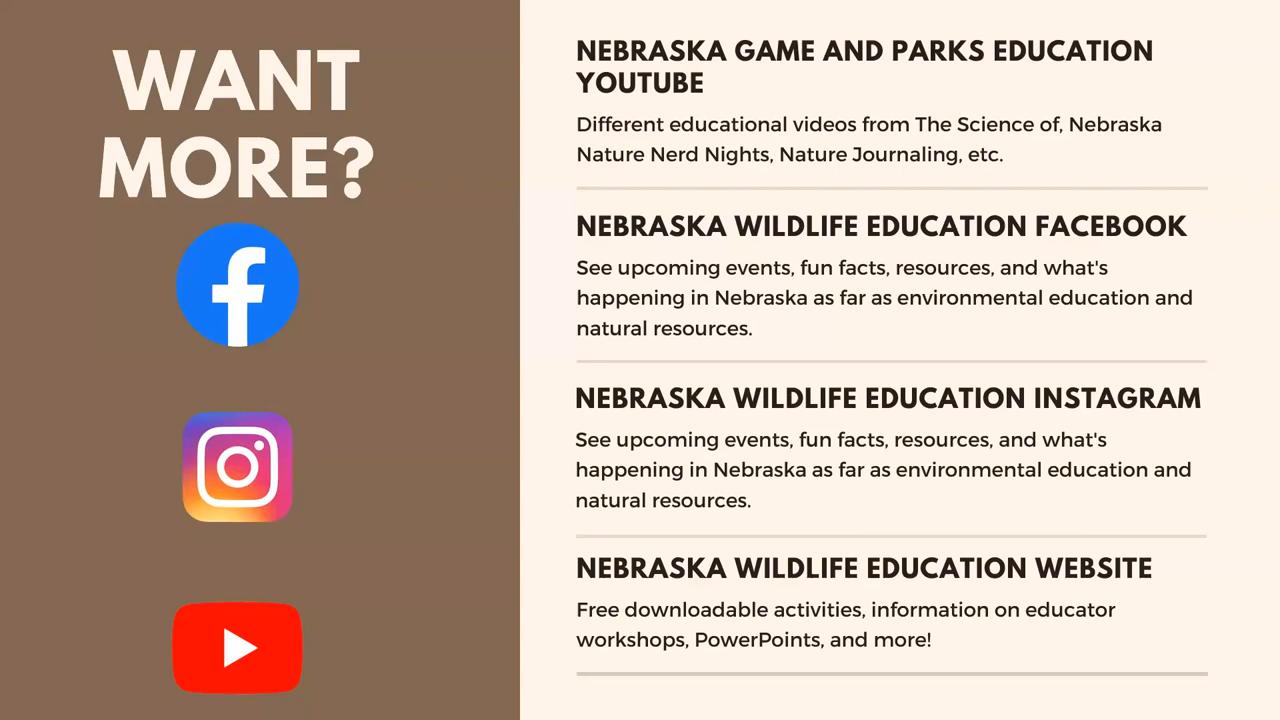 WANT
MORE?
NEBRASKA GAME AND PARKS EDUCATION
YOUTUBE
Different educational videos from The Science of, Nebraska
Nature Nerd Nights, Nature Journaling, etc.
NEBRASKA WILDLIFE EDUCATION FACEBOOK
See upcoming events, fun facts, resources, and what's
happening in Nebraska as far as environmental education and
natural resources.
NEBRASKA WILDLIFE EDUCATION INSTAGRAM
See upcoming events, fun facts, resources, and what's
happening in Nebraska as far as environmental education and
natural resources.
NEBRASKA WILDLIFE EDUCATION WEBSITE
Free downloadable activities, information on educator
workshops, PowerPoints, and more!